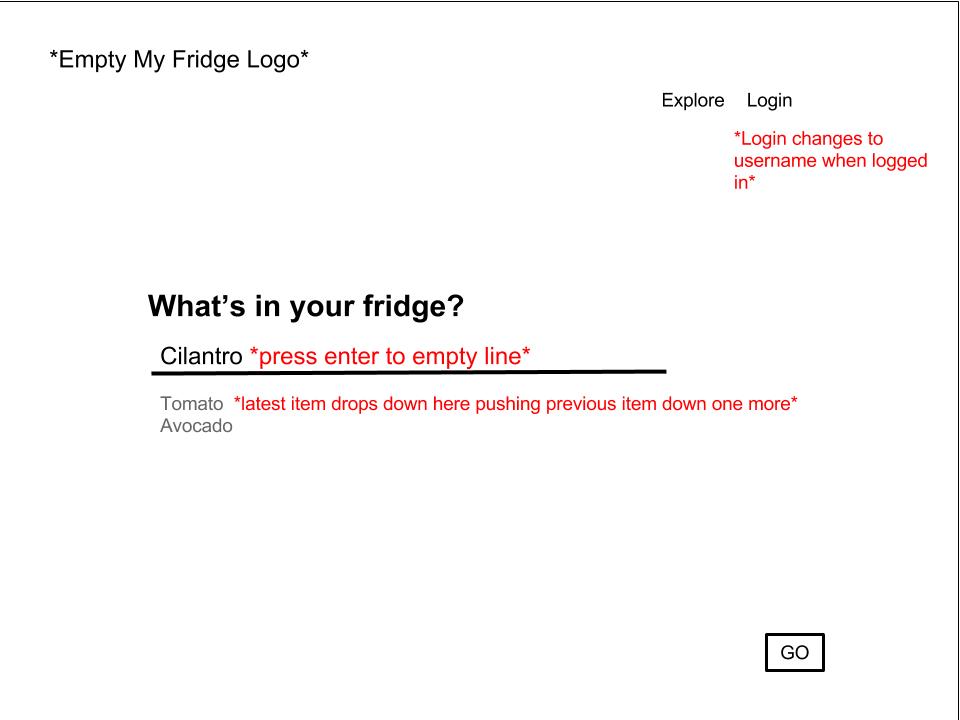 *Empty My Fridge Logo*
Explore Login
*Login changes to
username when logged
in*
What's in your fridge?
Cilantro *press enter to empty line*
Tomato *latest item drops down here pushing previous item down one more*
Avocado
GO